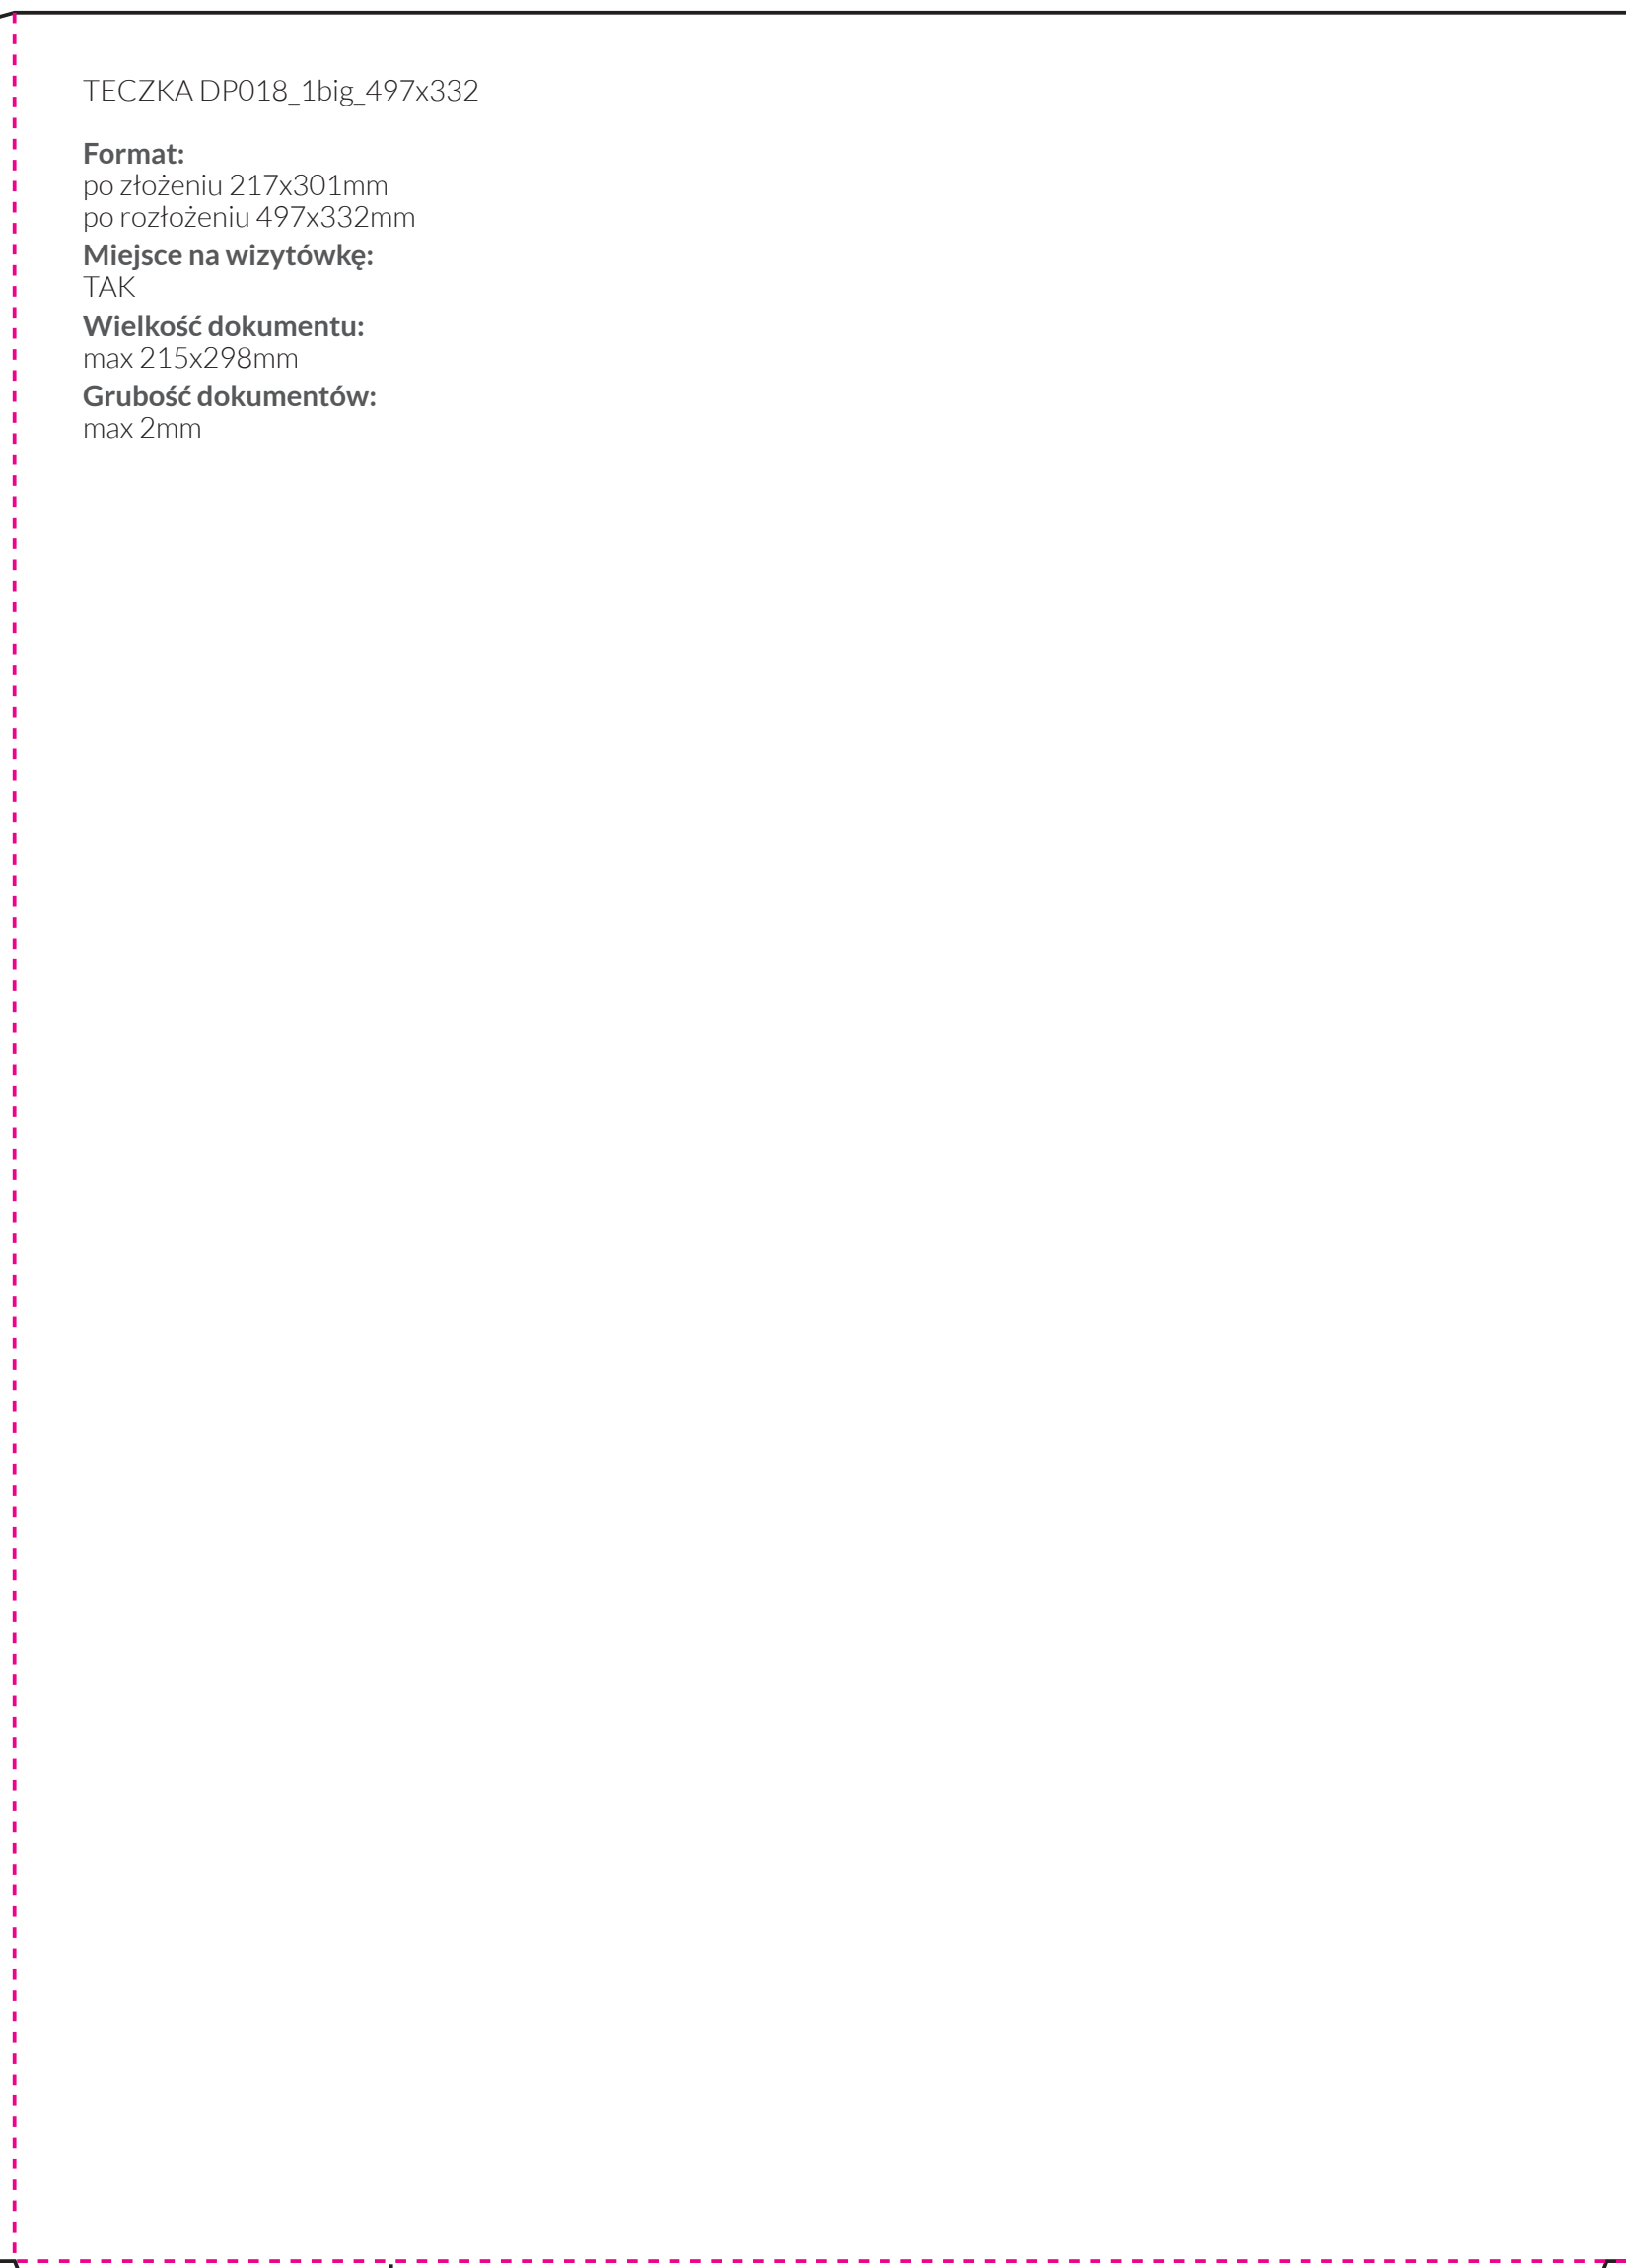 TECZKA DP018_1big_497x332
Format:
po złożeniu 217x301mm
po rozłożeniu 497x332mm
Miejsce na wizytówkę:
TAK
Wielkość dokumentu:
max 215x298mm
Grubość dokumentów:
max 2mm